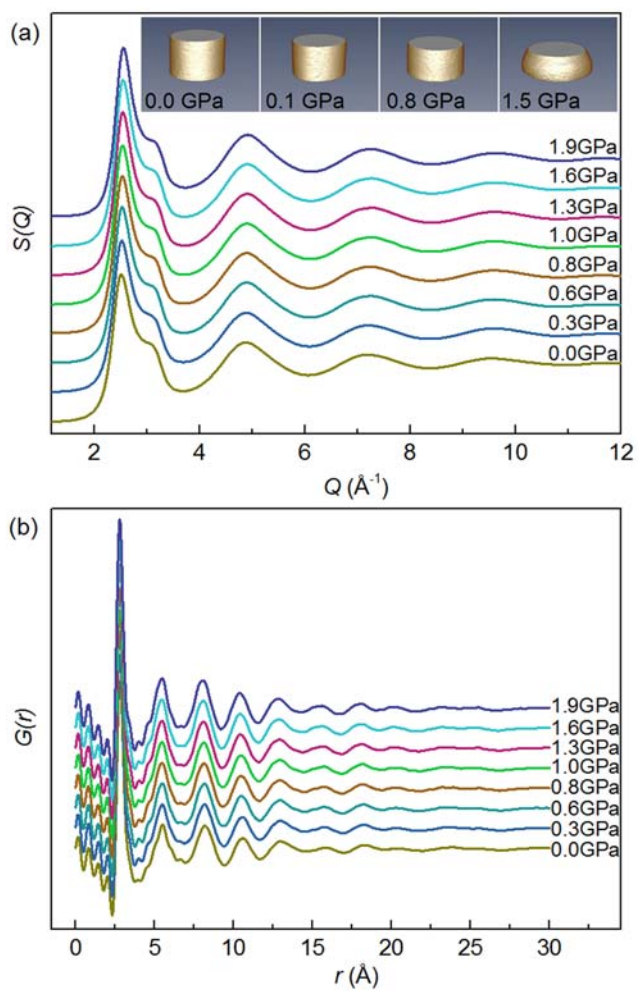 (a)
0.0 GPa 0.1 GPa 0.8 GPa 1.5 GPa
1.9GPa
1.6GPa
1.3GPa
1.0GPa
0.8GPa
0.6GPa
0.3GPa
0.0GPa
S(Q)
2 4 6 8 10 12
Q (Å⁻¹)
(b)
G(r)
1.9GPa
1.6GPa
1.3GPa
1.0GPa
0.8GPa
0.6GPa
0.3GPa
0.0GPa
0 5 10 15 20 25 30
r (Å)